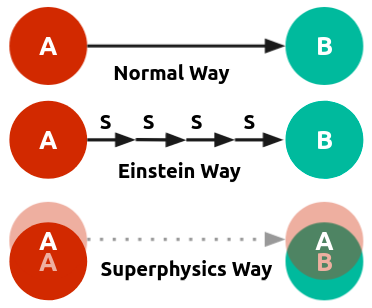 A B
Normal Way
S S S S
A B
Einstein Way
A A
A B
Superphysics Way